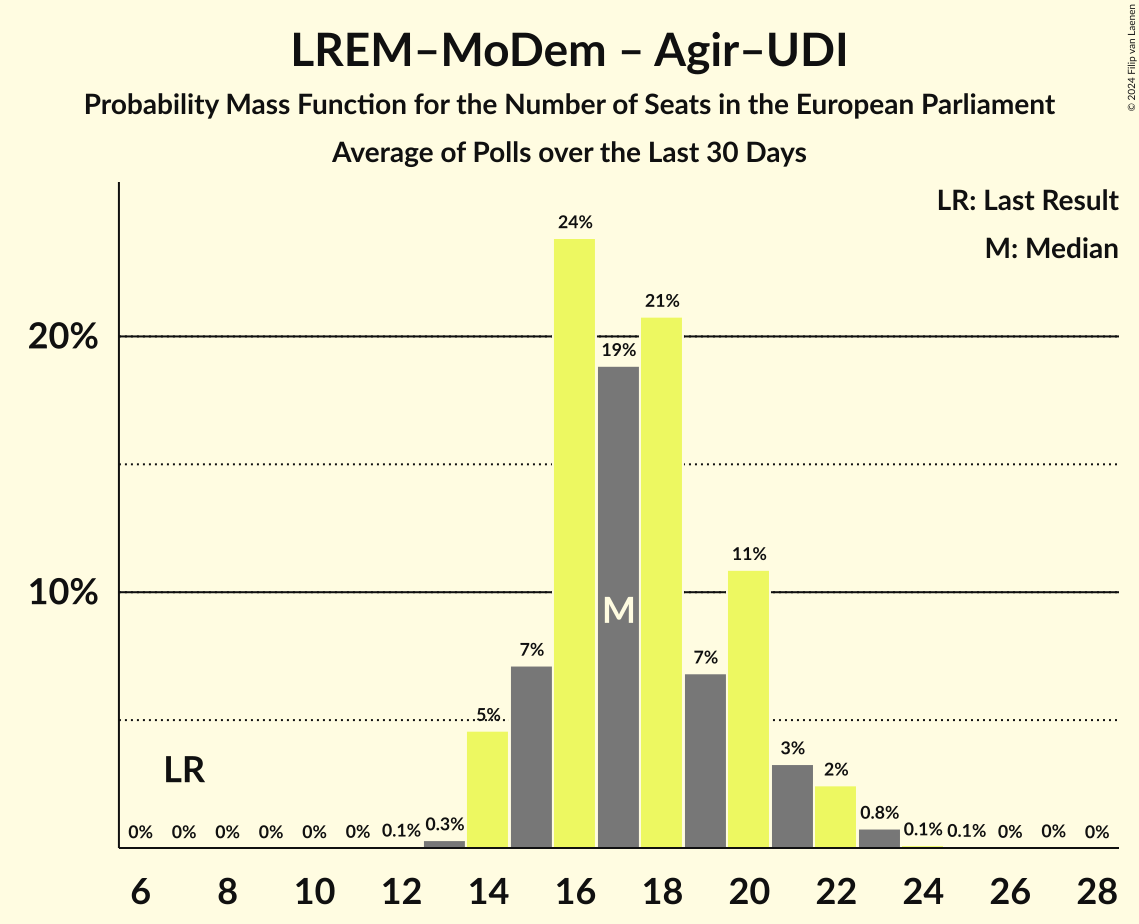 LREM–MoDem – Agir–UDI
Probability Mass Function for the Number of Seats in the European Parliament
Average of Polls over the Last 30 Days
© 2024 Filip van Laenen
LR: Last Result
M: Median
24%
21%
20%
19%
11%
10%
M
7%
7%
5%
3%
2%
LR
0% 0% 0% 0% 0% 0% 0.1% 0.3% 0.8% 0.1% 0.1% 0% 0% 0%
6 8 10 12 14 16 18 20 22 24 26 28